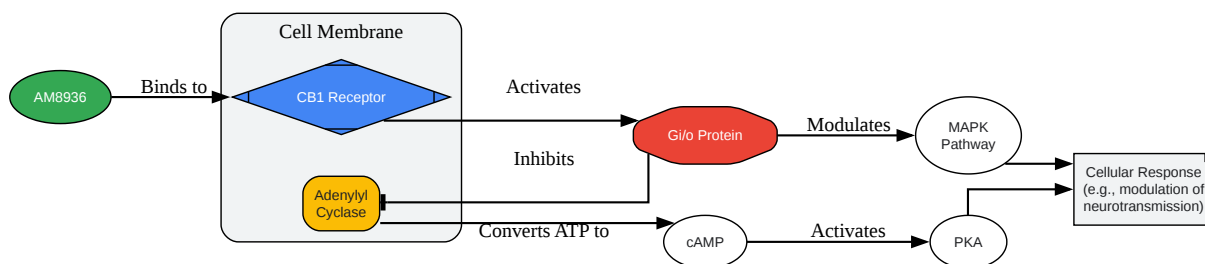 Cell Membrane
AM8936
Binds to
CB1 Receptor
Activates
Gi/o Protein
Modulates
MAPK
Pathway
Inhibits
Adenylyl
Cyclase
Converts ATP to
cAMP
Activates
PKA
Cellular Response
(e.g., modulation of
neurotransmission)